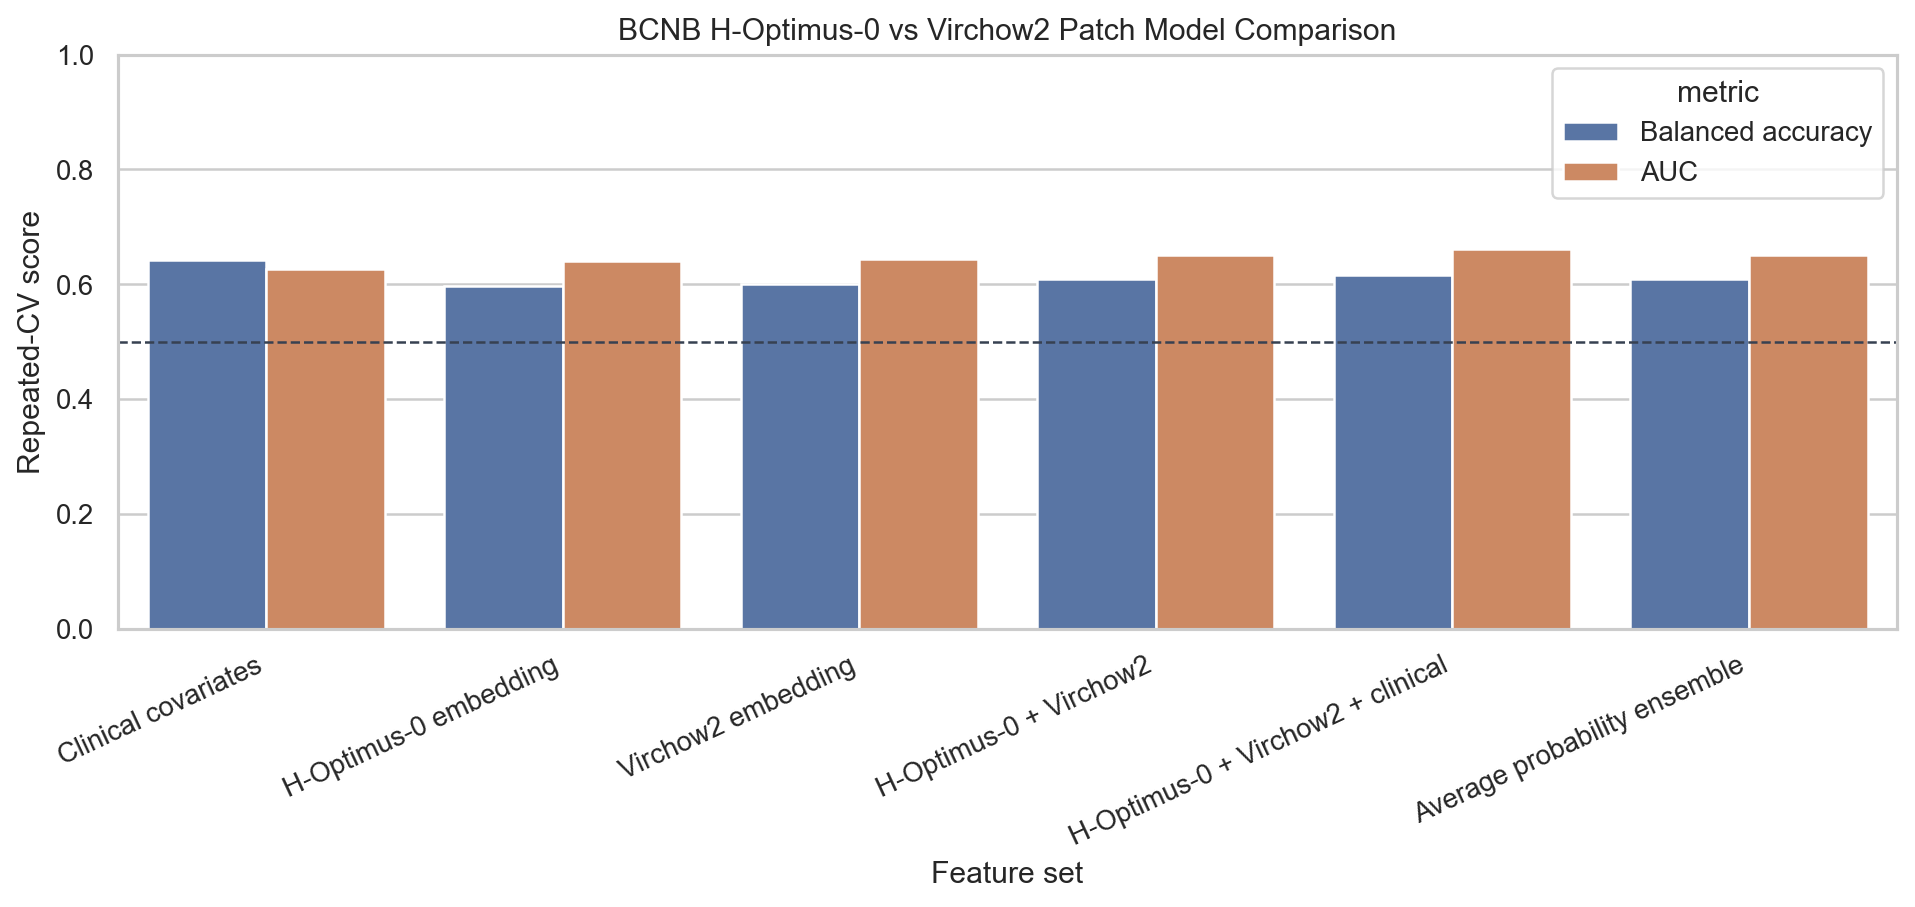 BCNB H-Optimus-0 vs Virchow2 Patch Model Comparison
metric
Balanced accuracy
AUC
Repeated-CV score
1.0
0.8
0.6
0.4
0.2
0.0
Clinical covariates
H-Optimus-0 embedding
Virchow2 embedding
H-Optimus-0 + Virchow2
H-Optimus-0 + Virchow2 + clinical
Average probability ensemble
Feature set